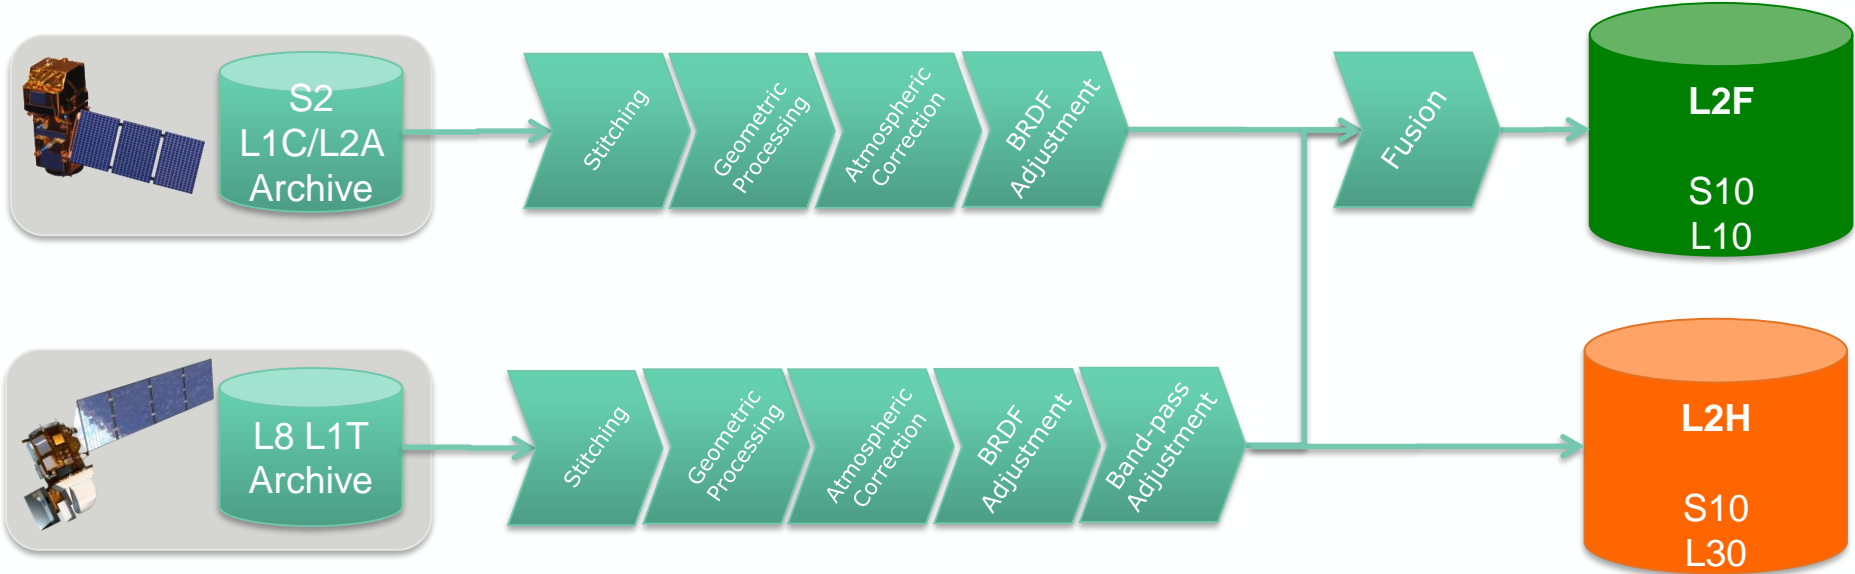 S2
L1C/L2A
Archive
Stitching
Geometric
Processing
Atmospheric
Correction
BRDF
Adjustment
Fusion
L2F
S10
L10
L8 L1T
Archive
Stitching
Geometric
Processing
Atmospheric
Correction
BRDF
Adjustment
Band-pass
Adjustment
L2H
S10
L30